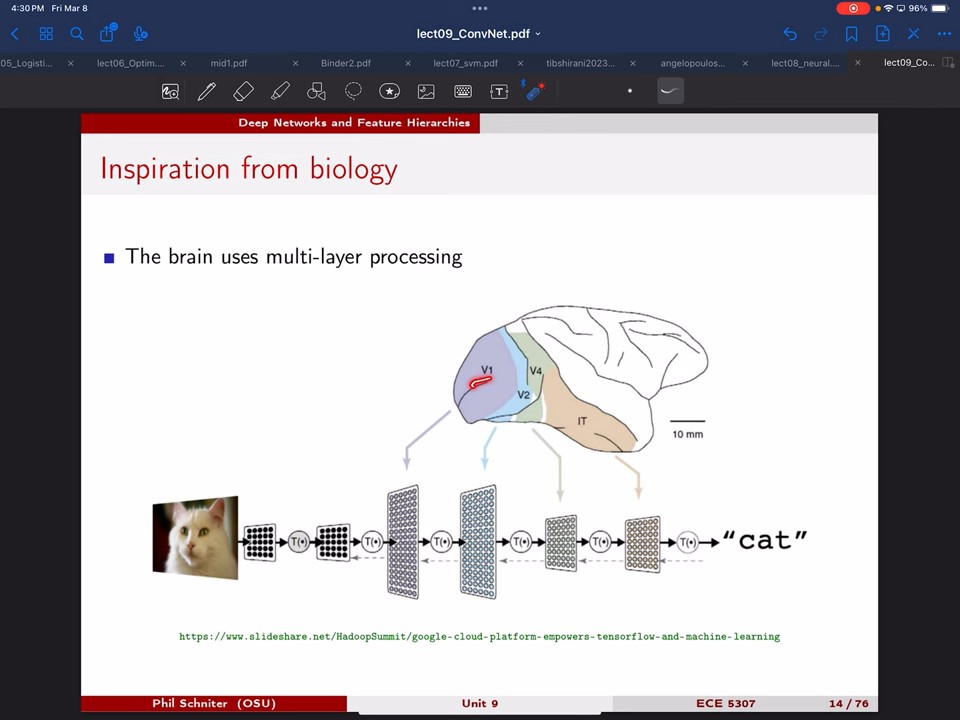 4:30 PM Fri Mar 8
96%
lect09_ConvNet.pdf
05_Logisti...
lect06_Optim....
mid1.pdf
Binder2.pdf
lect07_svm.pdf
tibshirani2023...
angelopoulos...
lect08_neural....
lect09_Co...
Deep Networks and Feature Hierarchies
Inspiration from biology
The brain uses multi-layer processing
V1
V4
V2
IT
10 mm
T(•) T(•) T(•) T(•) T(•) T(•) "cat"
https://www.slideshare.net/HadoopSummit/google-cloud-platform-empowers-tensorflow-and-machine-learning
Phil Schniter (OSU) Unit 9 ECE 5307 14 / 76